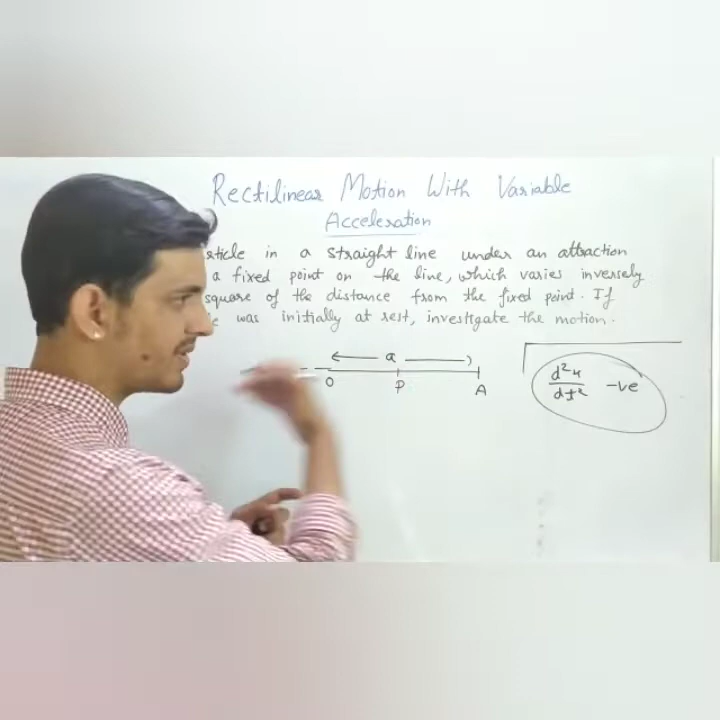 Rectilinear Motion With Variable
Acceleration
rticle in a straight line under an attraction
a fixed point on the line, which varies inversely
square of the distance from the fixed point. If
e was initially at rest, investigate the motion.
a
O P A
d²x
dt²
-ve